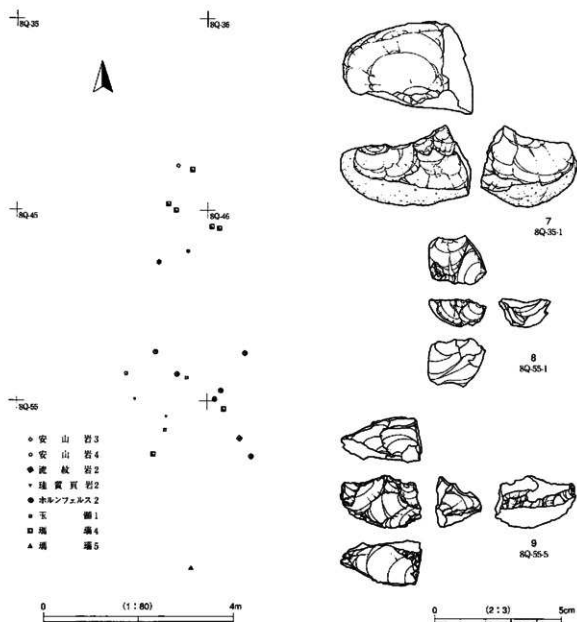 8Q-35
8Q-36
8Q-45
8Q-46
8Q-55
安山岩3
安山岩4
流紋岩2
珪質頁岩2
ホルンフェルス2
玉髄1
瑪瑙4
瑪瑙5
0 (1:80) 4m
7
8Q-35-1
8
8Q-55-1
9
8Q-55-5
0 (2:3) 5cm